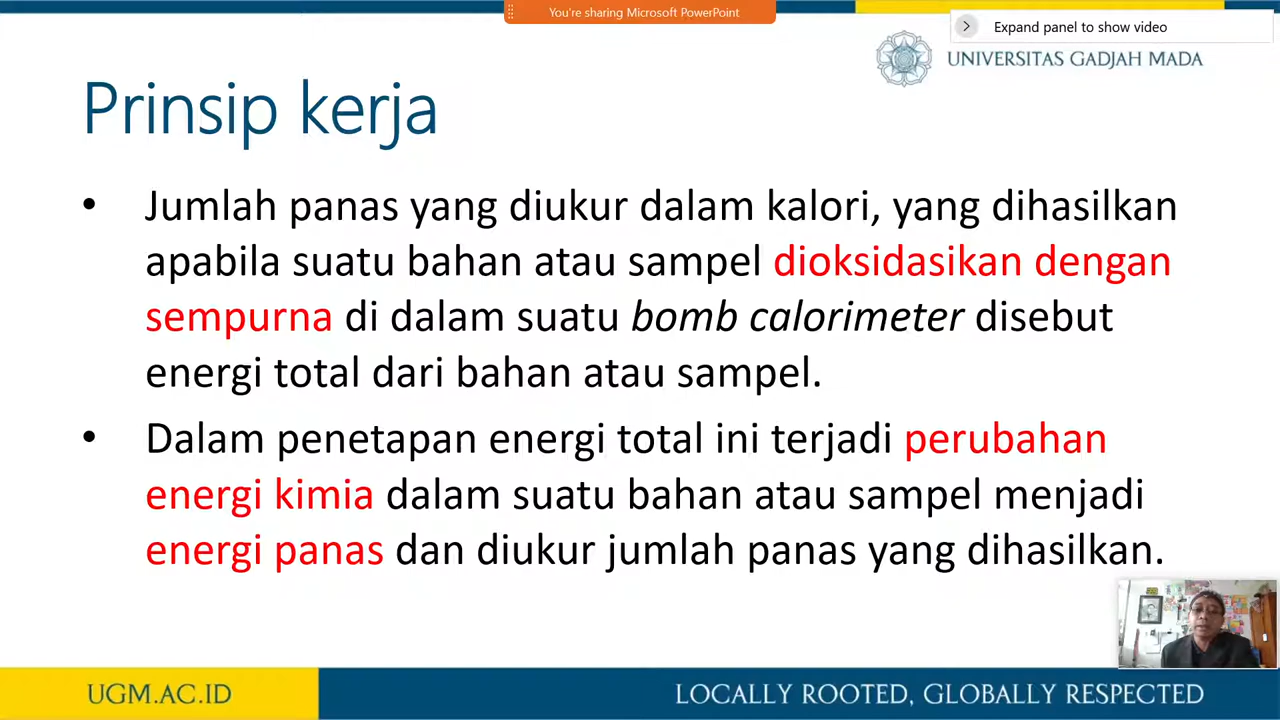 You're sharing Microsoft PowerPoint
Expand panel to show video
UNIVERSITAS GADJAH MADA
Prinsip kerja
• Jumlah panas yang diukur dalam kalori, yang dihasilkan
apabila suatu bahan atau sampel dioksidasikan dengan
sempurna di dalam suatu bomb calorimeter disebut
energi total dari bahan atau sampel.
• Dalam penetapan energi total ini terjadi perubahan
energi kimia dalam suatu bahan atau sampel menjadi
energi panas dan diukur jumlah panas yang dihasilkan.
UGM.AC.ID
LOCALLY ROOTED, GLOBALLY RESPECTED